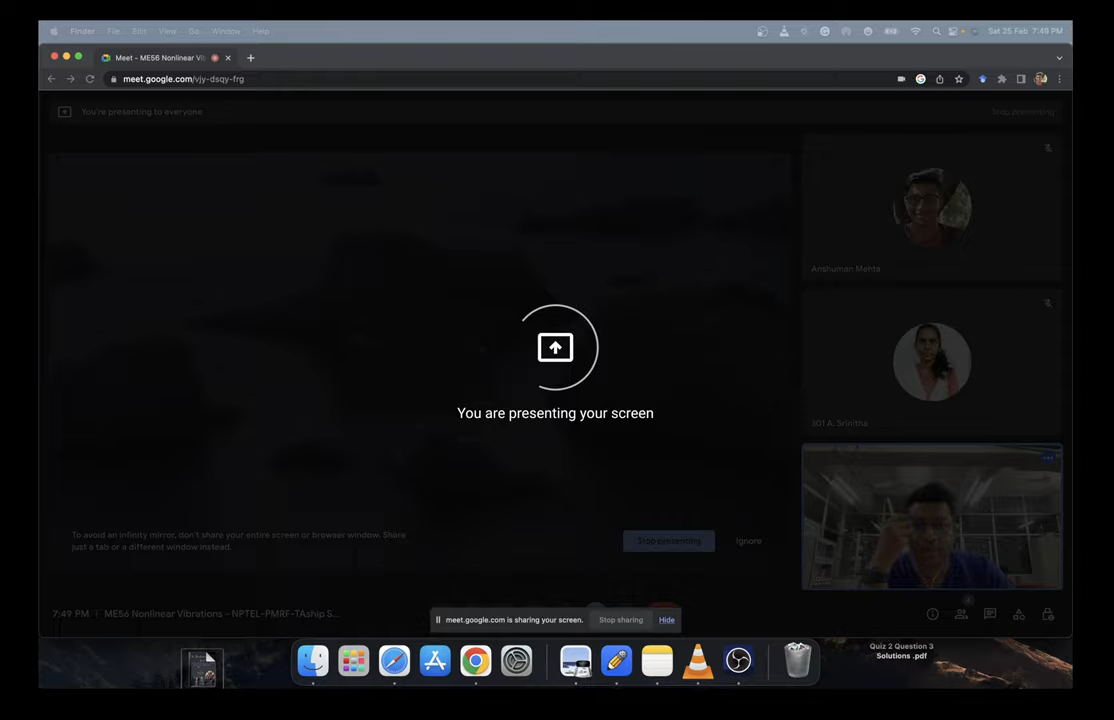 Finder File Edit View Go Window Help
Sat 25 Feb 7:49 PM
Meet - ME56 Nonlinear Vib
meet.google.com/vjy-dsqy-frg
You're presenting to everyone
Stop presenting
Anshuman Mehta
301 A. Srinitha
You are presenting your screen
To avoid an infinity mirror, don't share your entire screen or browser window. Share
just a tab or a different window instead.
Stop presenting
Ignore
7:49 PM | ME56 Nonlinear Vibrations - NPTEL-PMRF-TAship S...
meet.google.com is sharing your screen.
Stop sharing
Hide
Quiz 2 Question 3
Solutions .pdf